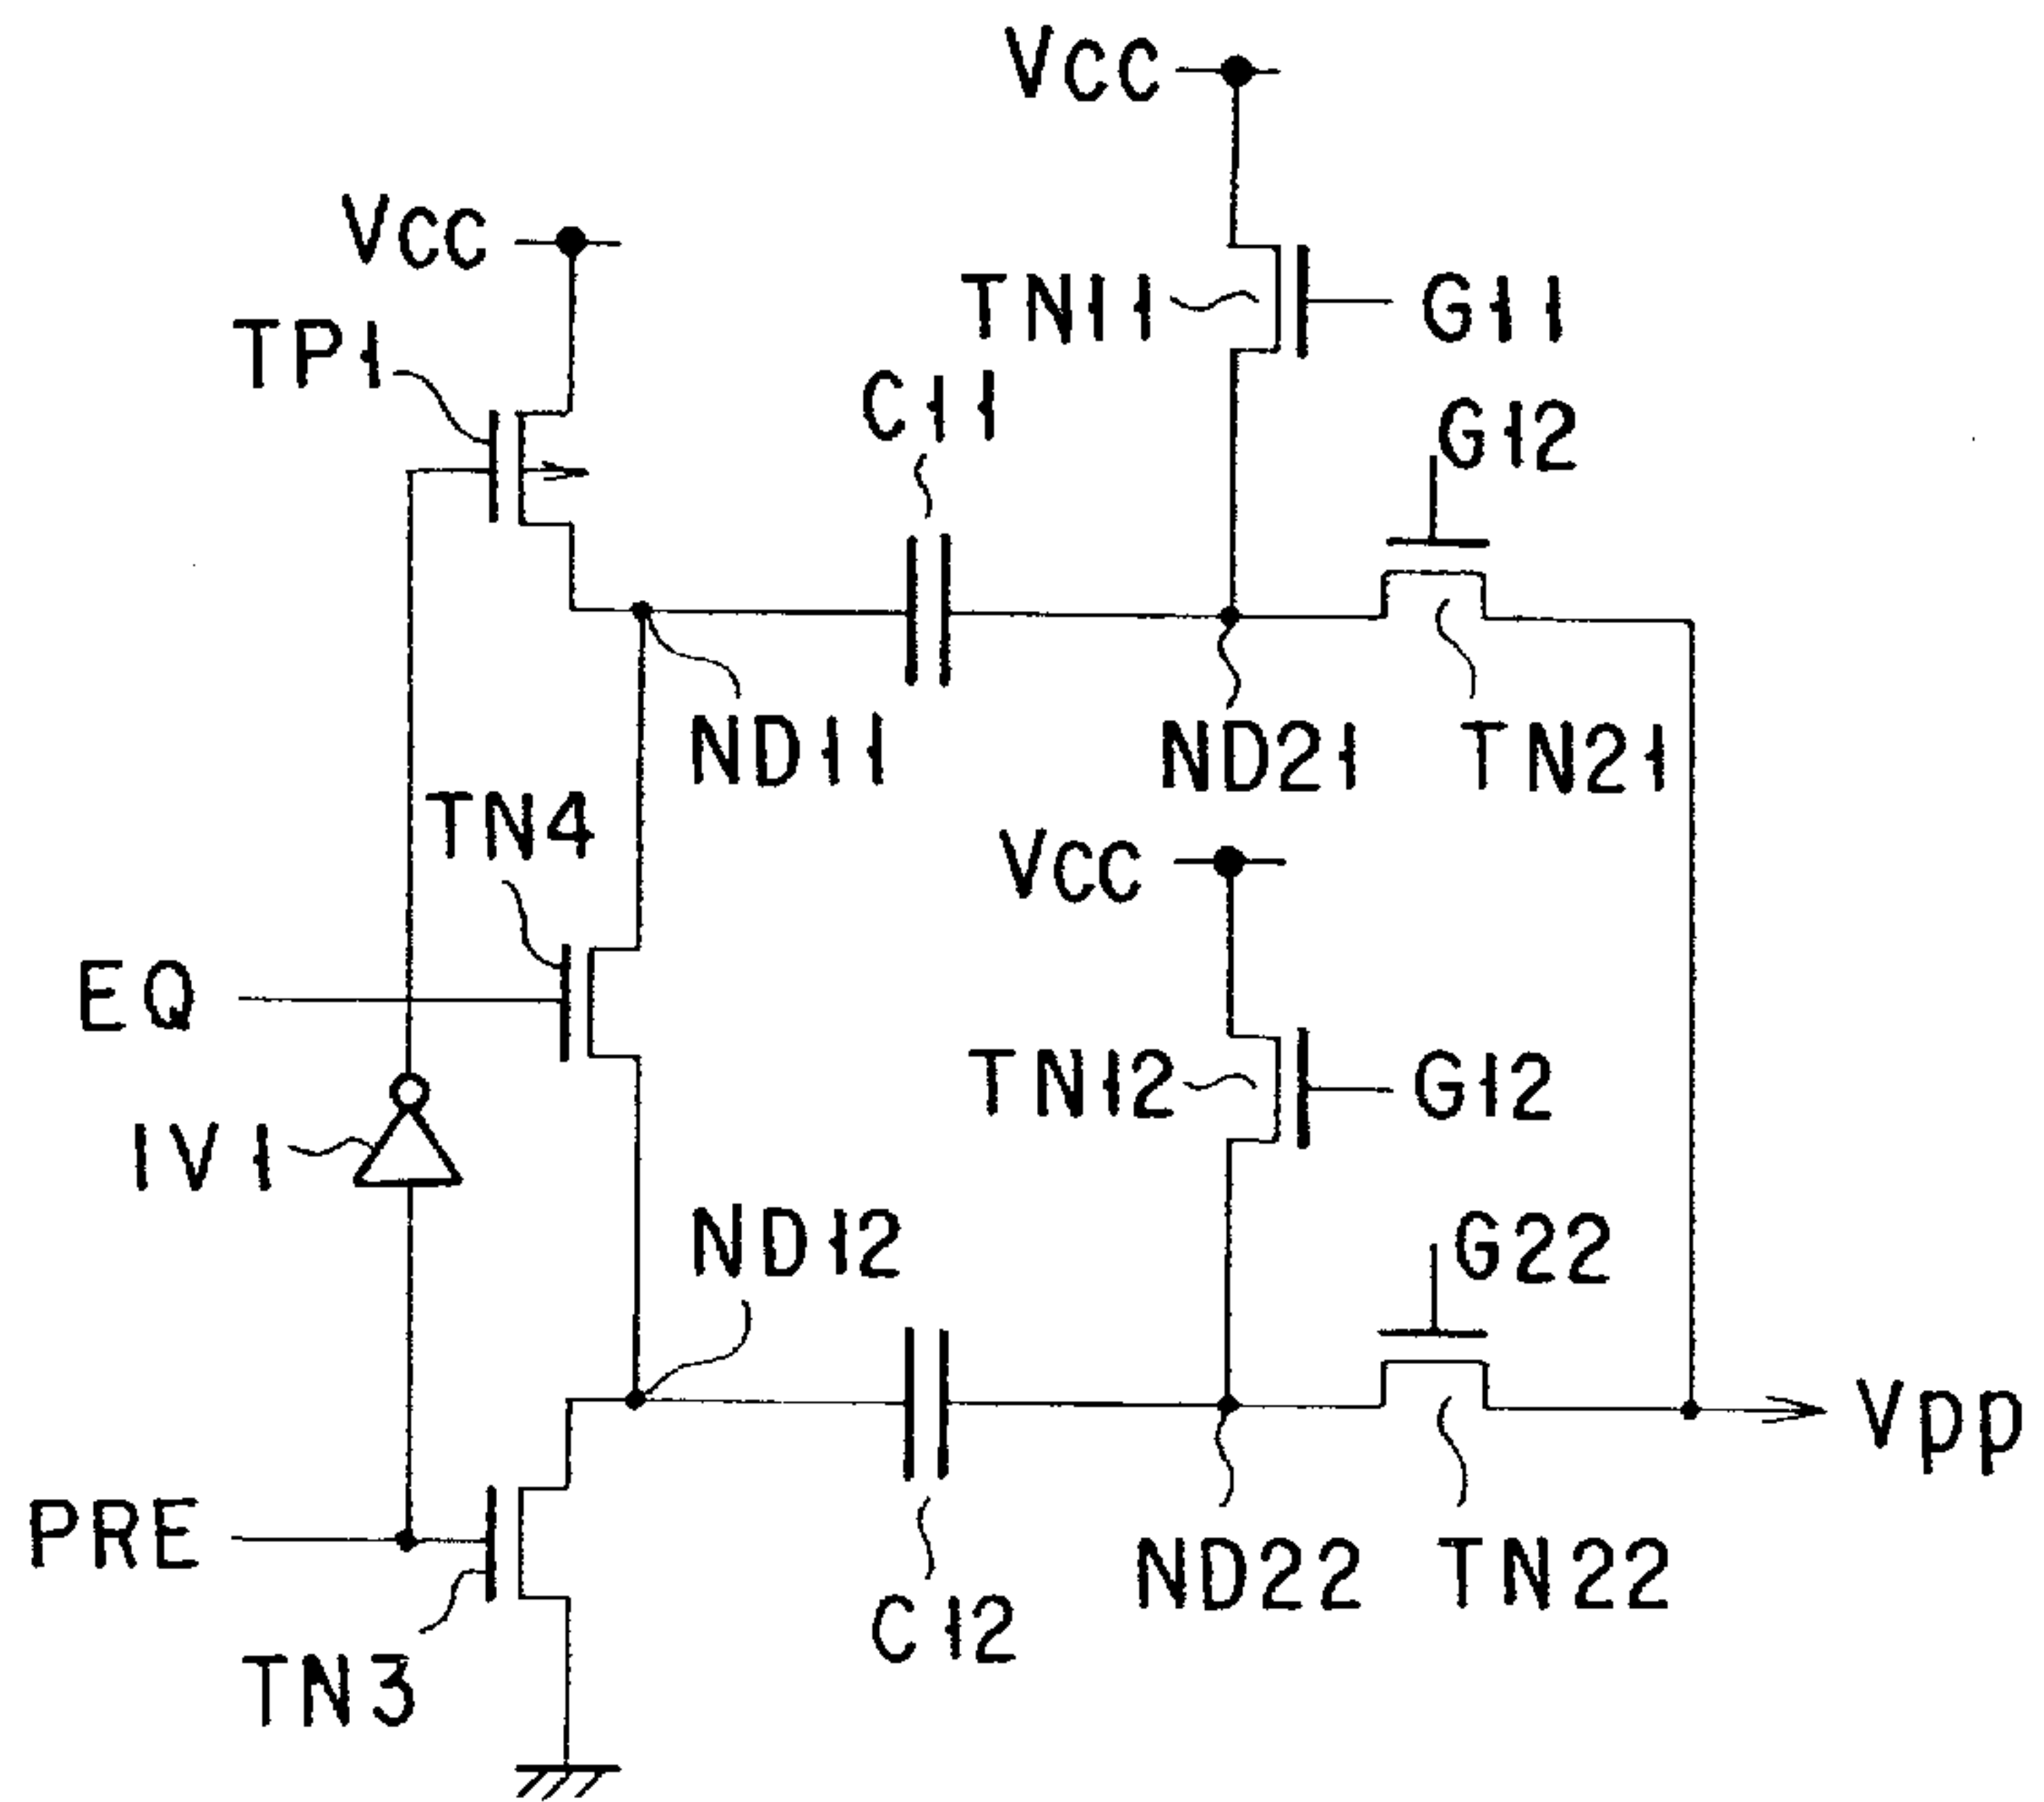 Vcc
Vcc
TN11
G11
TP1
C11
G12
ND11
ND21
TN21
TN4
Vcc
EQ
TN12
G12
IV1
ND12
G22
Vpp
PRE
ND22
TN22
C12
TN3